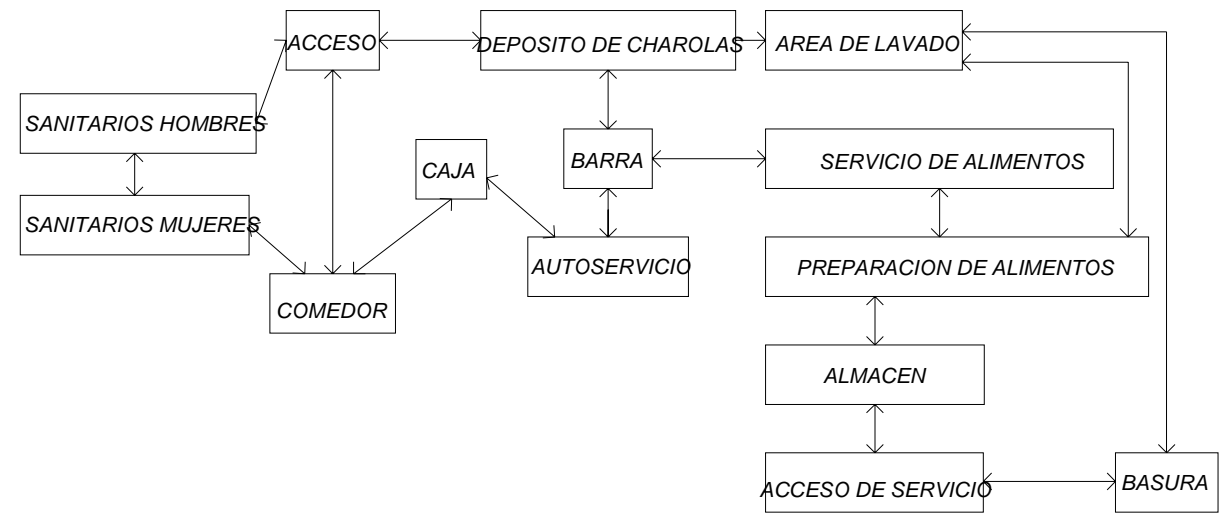 ACCESO
DEPOSITO DE CHAROLAS
AREA DE LAVADO
SANITARIOS HOMBRES
CAJA
BARRA
SERVICIO DE ALIMENTOS
SANITARIOS MUJERES
AUTOSERVICIO
PREPARACION DE ALIMENTOS
COMEDOR
ALMACEN
ACCESO DE SERVICIO
BASURA